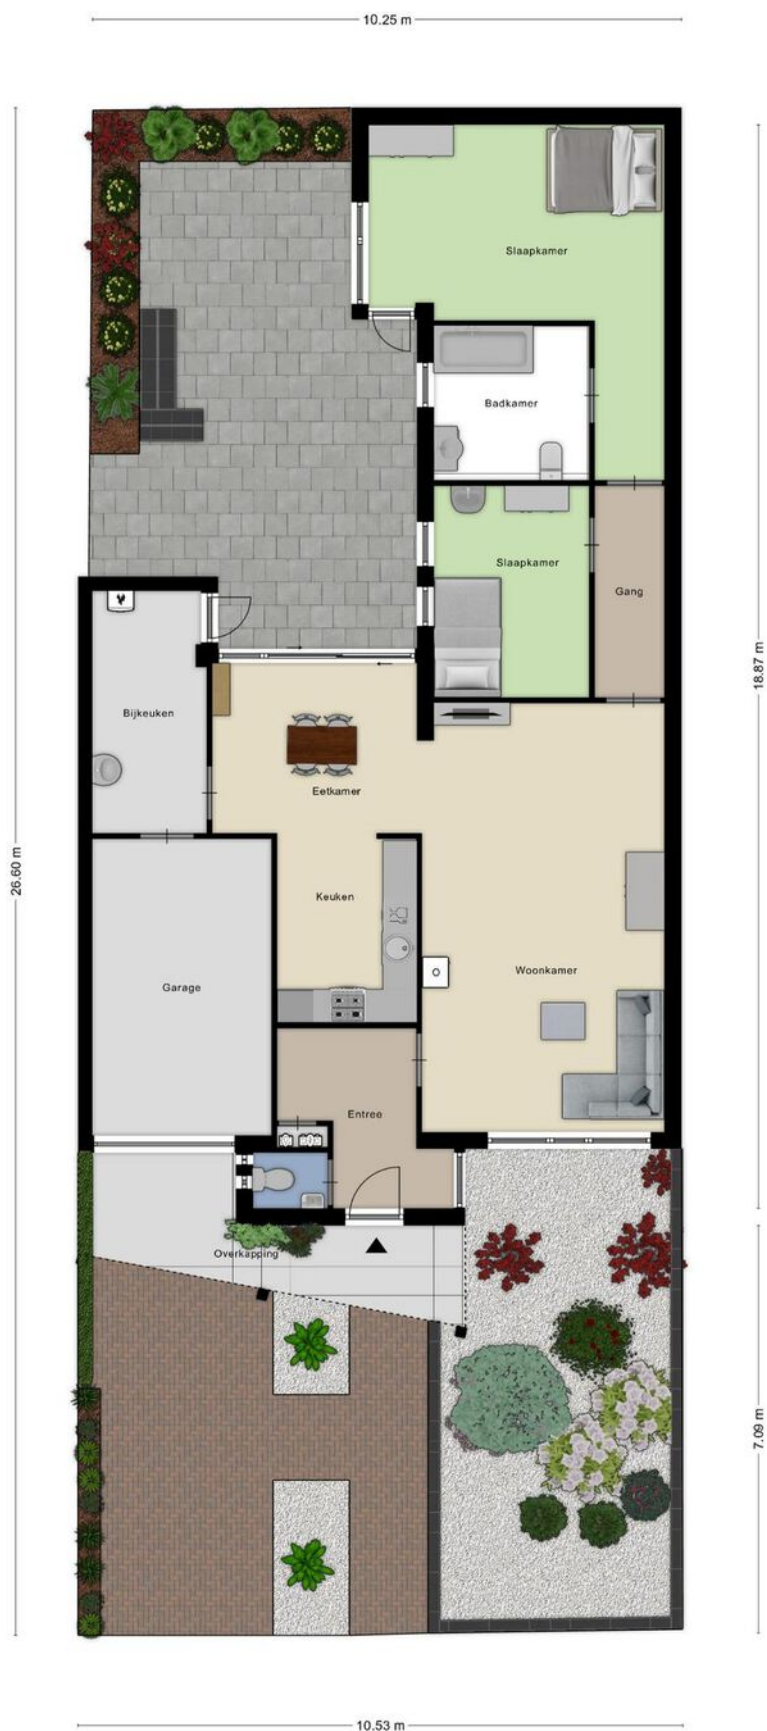 10.25 m
Slaapkamer
Badkamer
Slaapkamer
Gang
18.87 m
Bijkeuken
Eetkamer
26.60 m
Keuken
Garage
Woonkamer
Entree
Overkapping
7.09 m
10.53 m